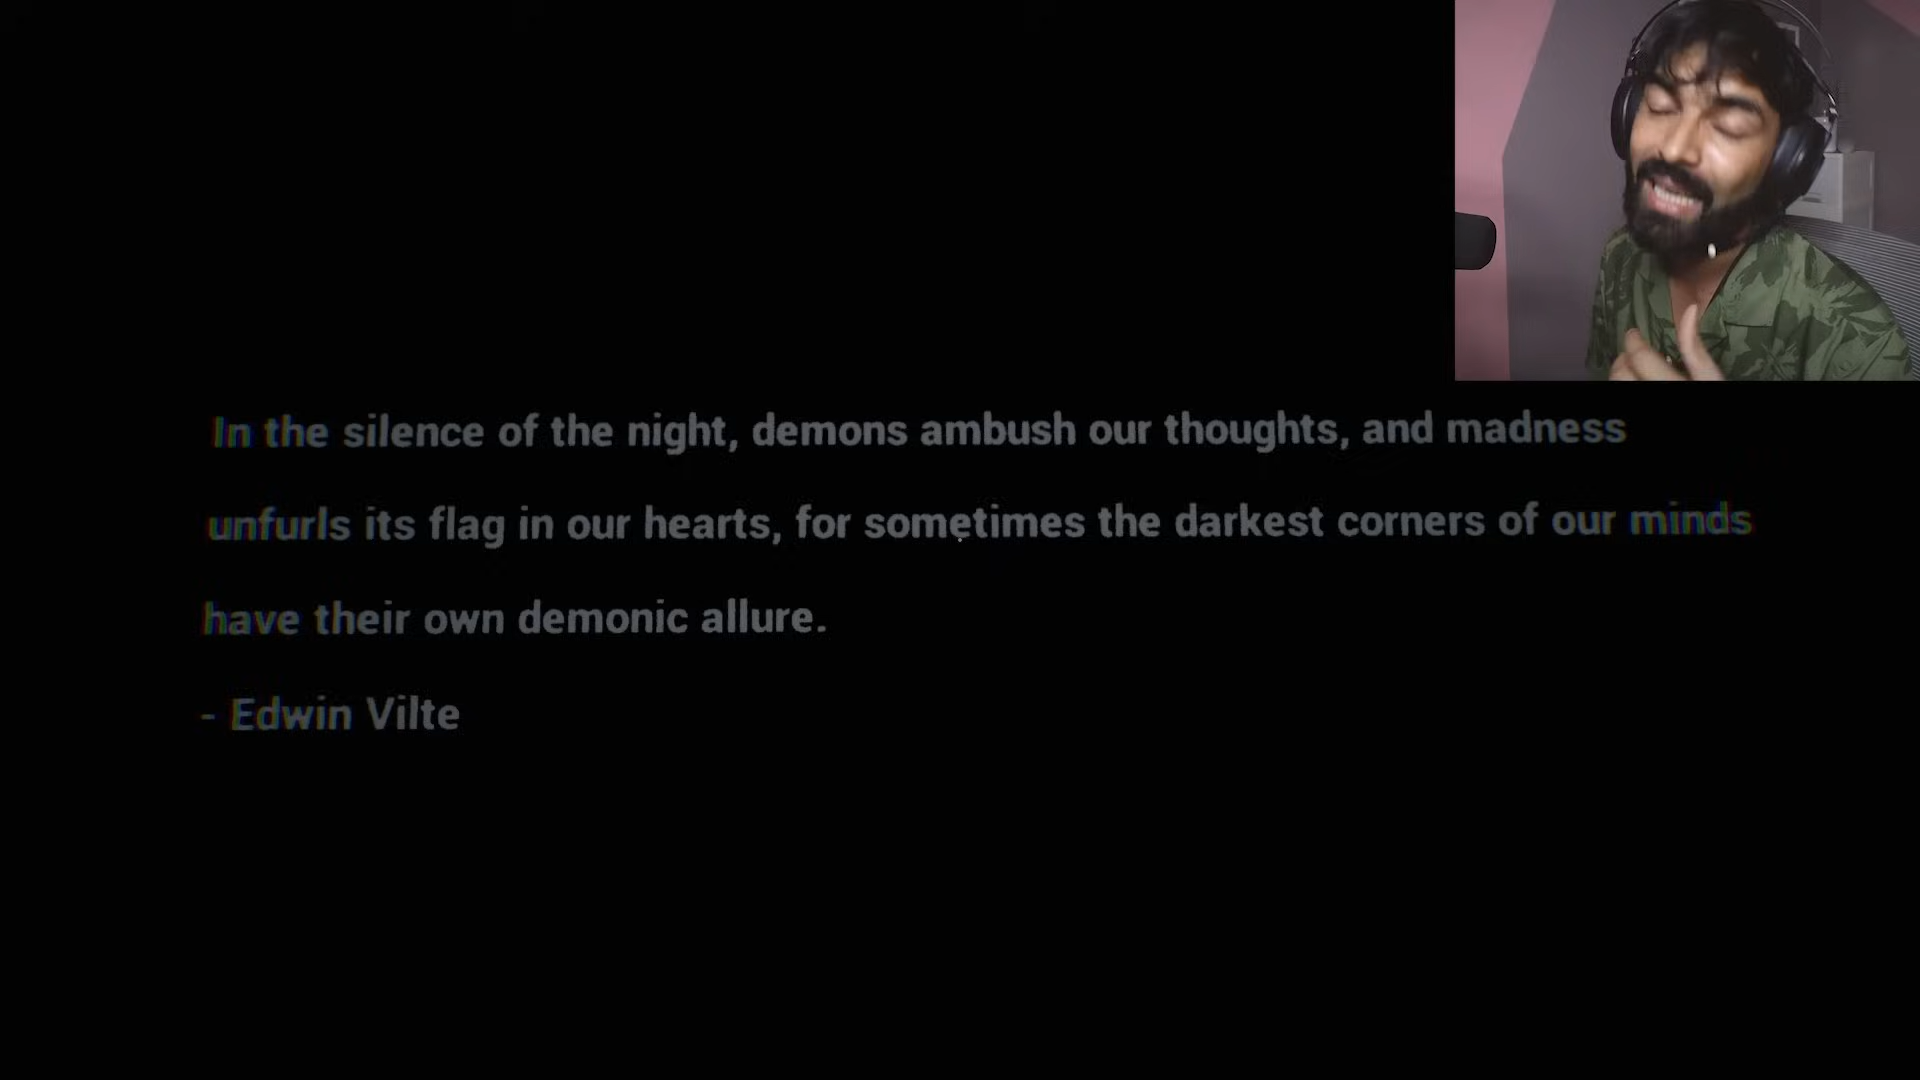 In the silence of the night, demons ambush our thoughts, and madness
unfurls its flag in our hearts, for sometimes the darkest corners of our minds
have their own demonic allure.
- Edwin Vilte